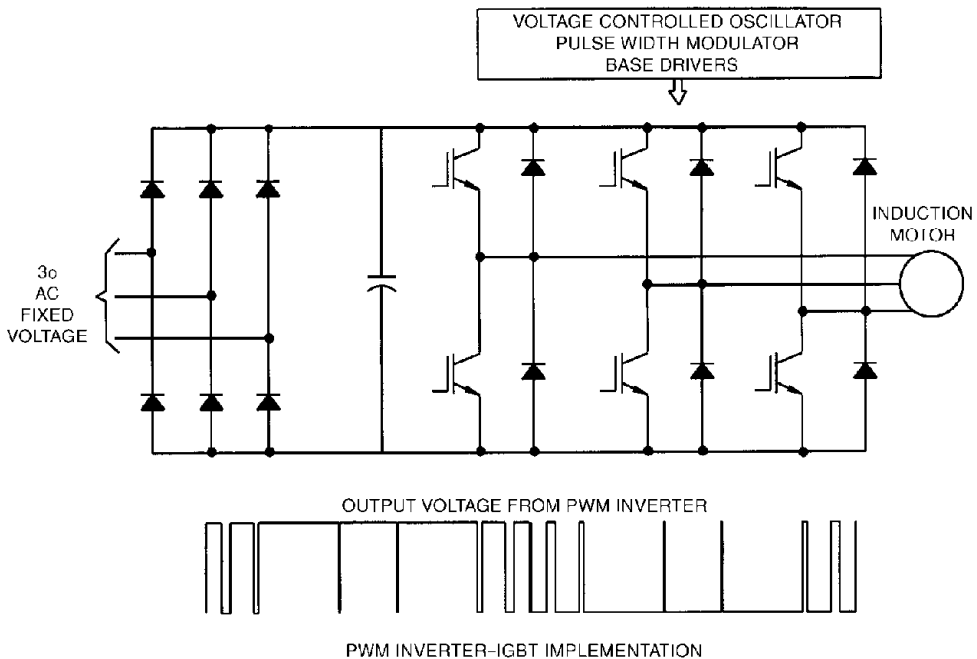 VOLTAGE CONTROLLED OSCILLATOR
PULSE WIDTH MODULATOR
BASE DRIVERS
INDUCTION
MOTOR
3o
AC
FIXED
VOLTAGE
OUTPUT VOLTAGE FROM PWM INVERTER
PWM INVERTER–IGBT IMPLEMENTATION